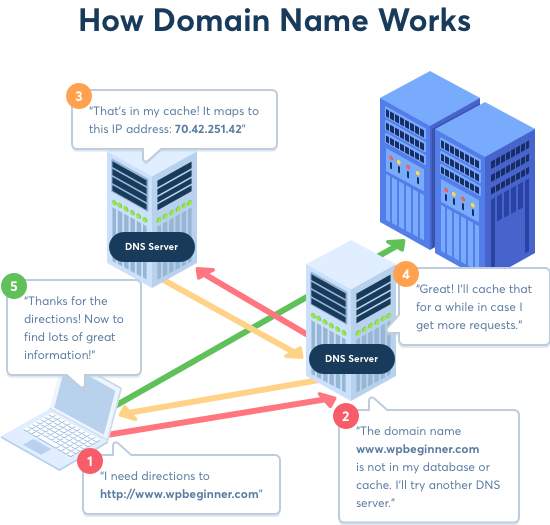 How Domain Name Works
3
"That's in my cache! It maps to
this IP address: 70.42.251.42"
DNS Server
5
"Thanks for the
directions! Now to
find lots of great
information!"
4
"Great! I'll cache that
for a while in case I
get more requests."
DNS Server
2
"The domain name
www.wpbeginner.com
is not in my database or
cache. I'll try another DNS
server."
1
"I need directions to
http://www.wpbeginner.com"